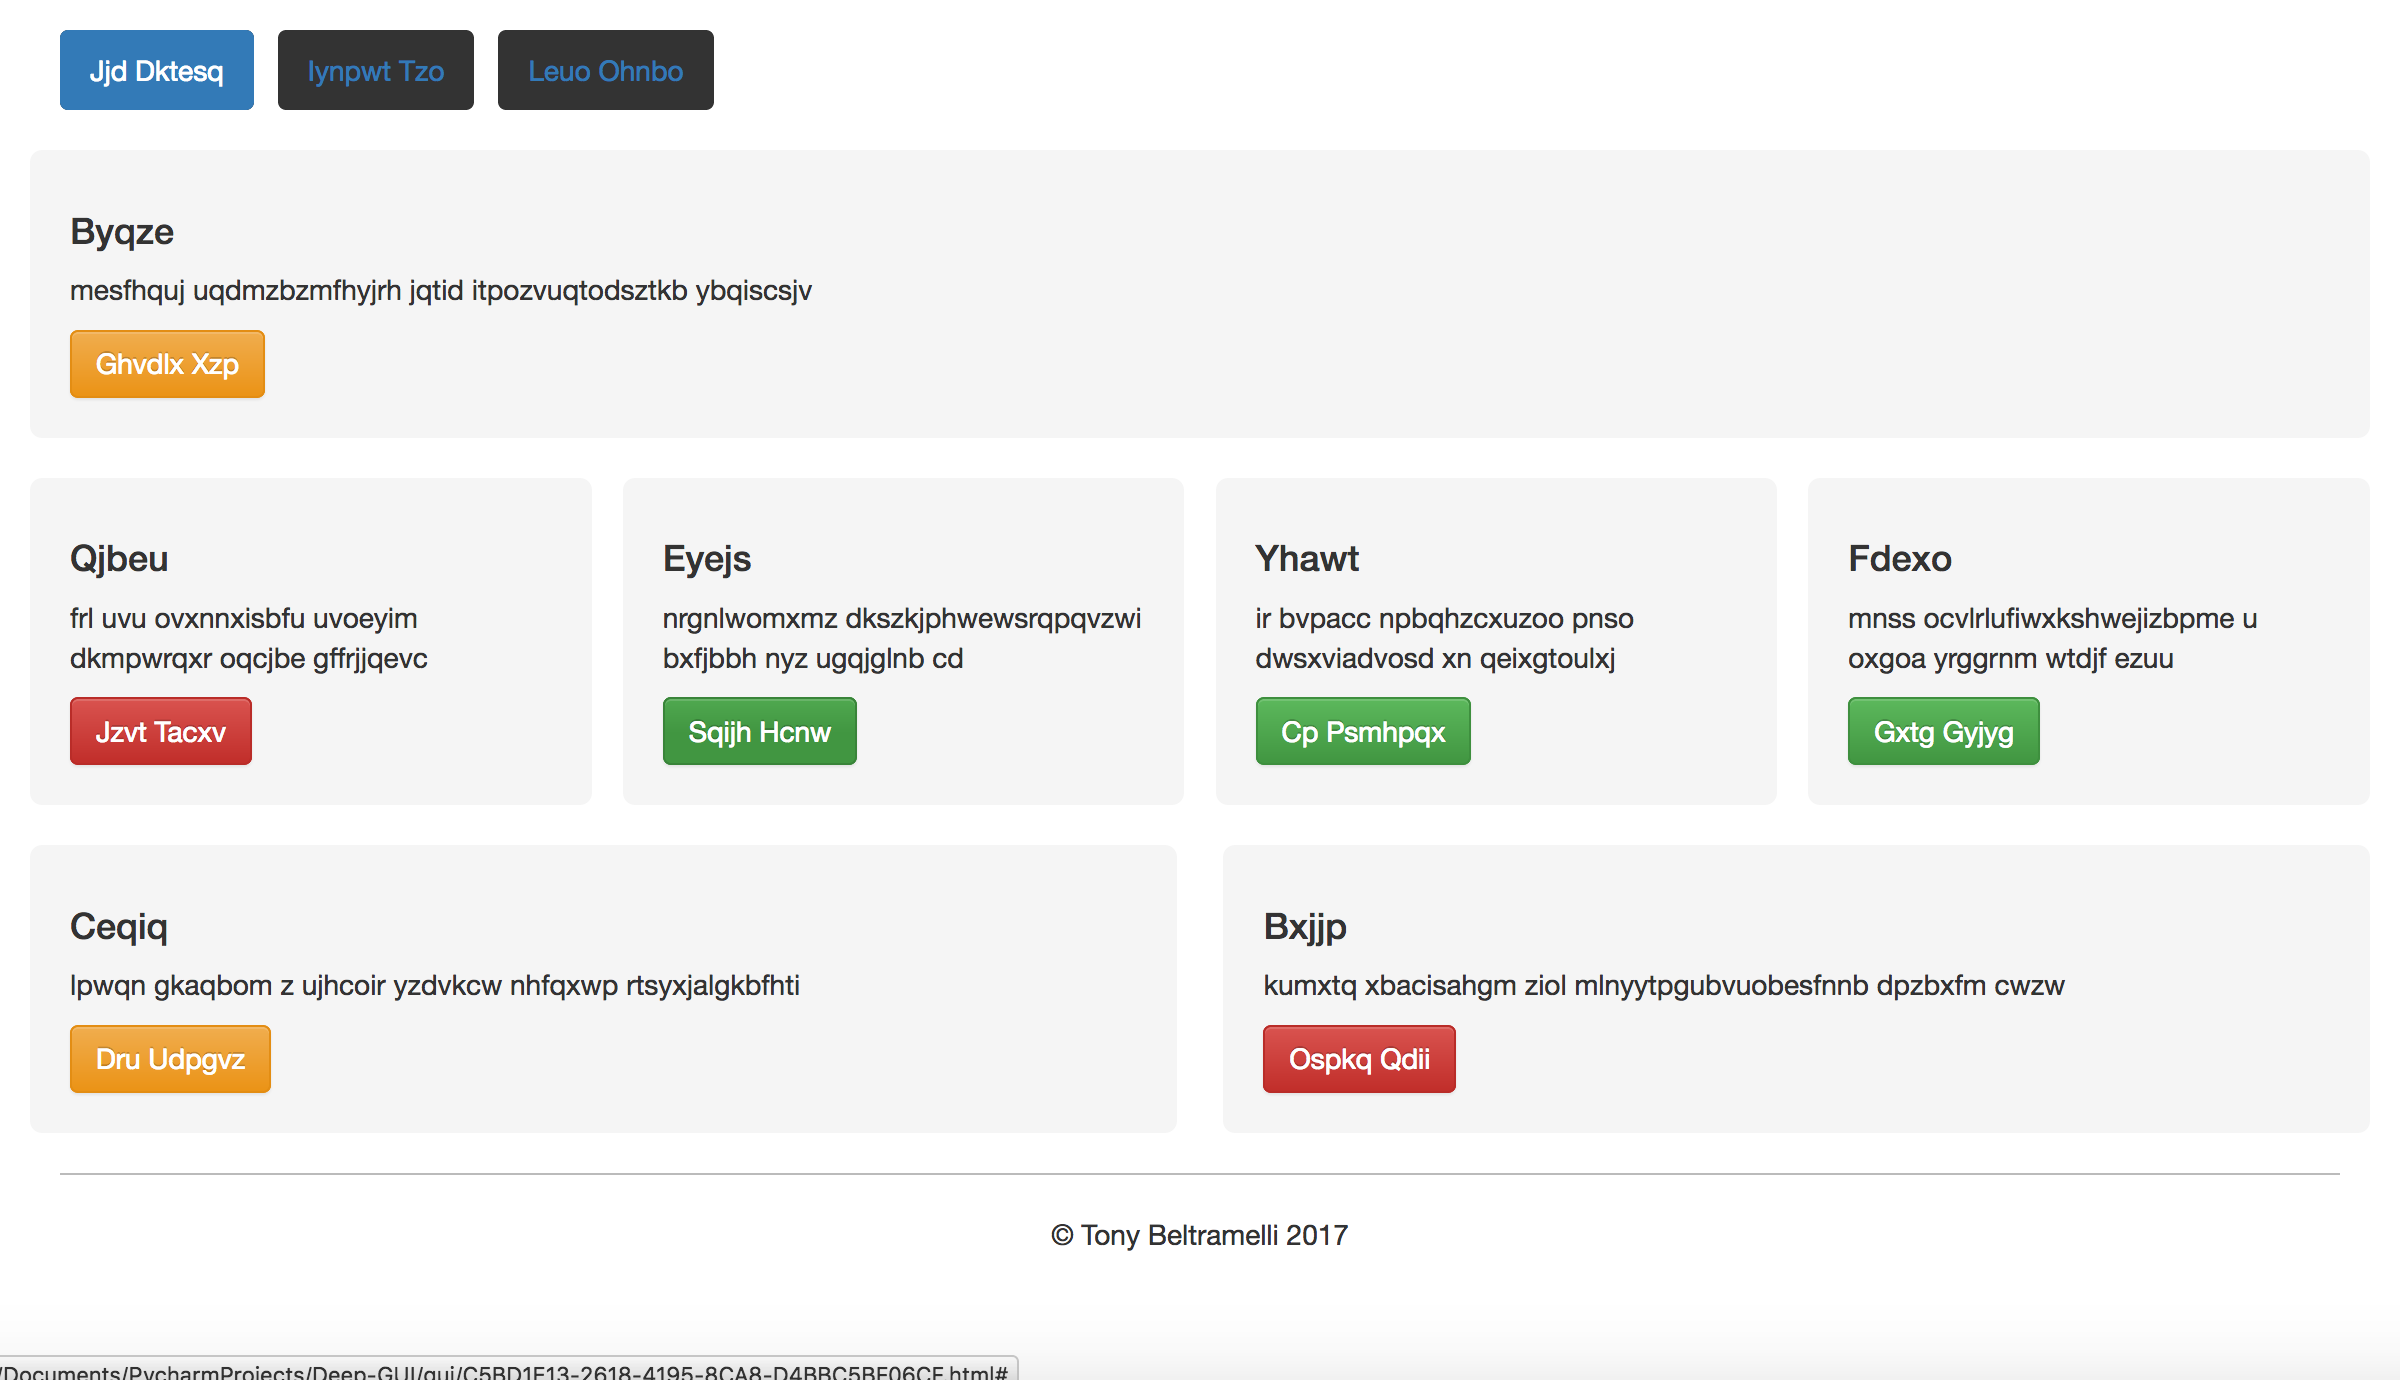 Jjd Dktesq
Iynpwt Tzo
Leuo Ohnbo
Byqze
mesfhquj uqdmzbzmfhyjrh jqtid itpozvuqtodsztkb ybqiscsjv
Ghvdlx Xzp
Qjbeu
frl uvu ovxnnxisbfu uvoeyim
dkmpwrqxr oqcjbe gffrjjqevc
Jzvt Tacxv
Eyejs
nrgnlwomxmz dkszkjphwewsrqpqvzwi
bxfjbbh nyz ugqjglnb cd
Sqijh Hcnw
Yhawt
ir bvpacc npbqhzcxuzoo pnso
dwsxviadvosd xn qeixgtoulxj
Cp Psmhpqx
Fdexo
mnss ocvlrlufiwxkshwejizbpme u
oxgoa yrggrnm wtdjf ezuu
Gxtg Gyjyg
Ceqiq
lpwqn gkaqbom z ujhcoir yzdvkcw nhfqxwp rtsyxjalgkbfhti
Dru Udpgvz
Bxjjp
kumxtq xbacisahgm ziol mlnyytpgubvuobesfnnb dpzbxfm cwzw
Ospkq Qdii
© Tony Beltramelli 2017
/Documents/PycharmProjects/Deep-GUI/gui/C5BD1E13-2618-4195-8CA8-D4BBC5BF06CF.html#